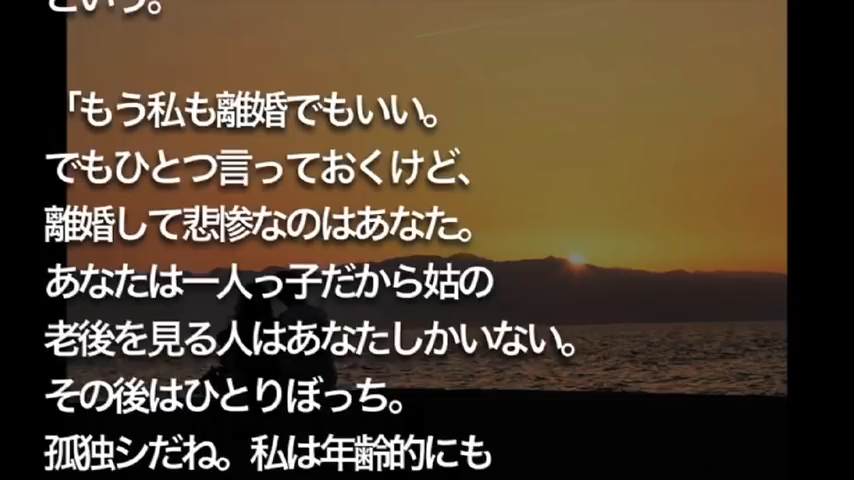 という。
「もう私も離婚でもいい。
でもひとつ言っておくけど、
離婚して悲惨なのはあなた。
あなたは一人っ子だから姑の
老後を見る人はあなたしかいない。
その後はひとりぼっち。
孤独シだね。私は年齢的にも